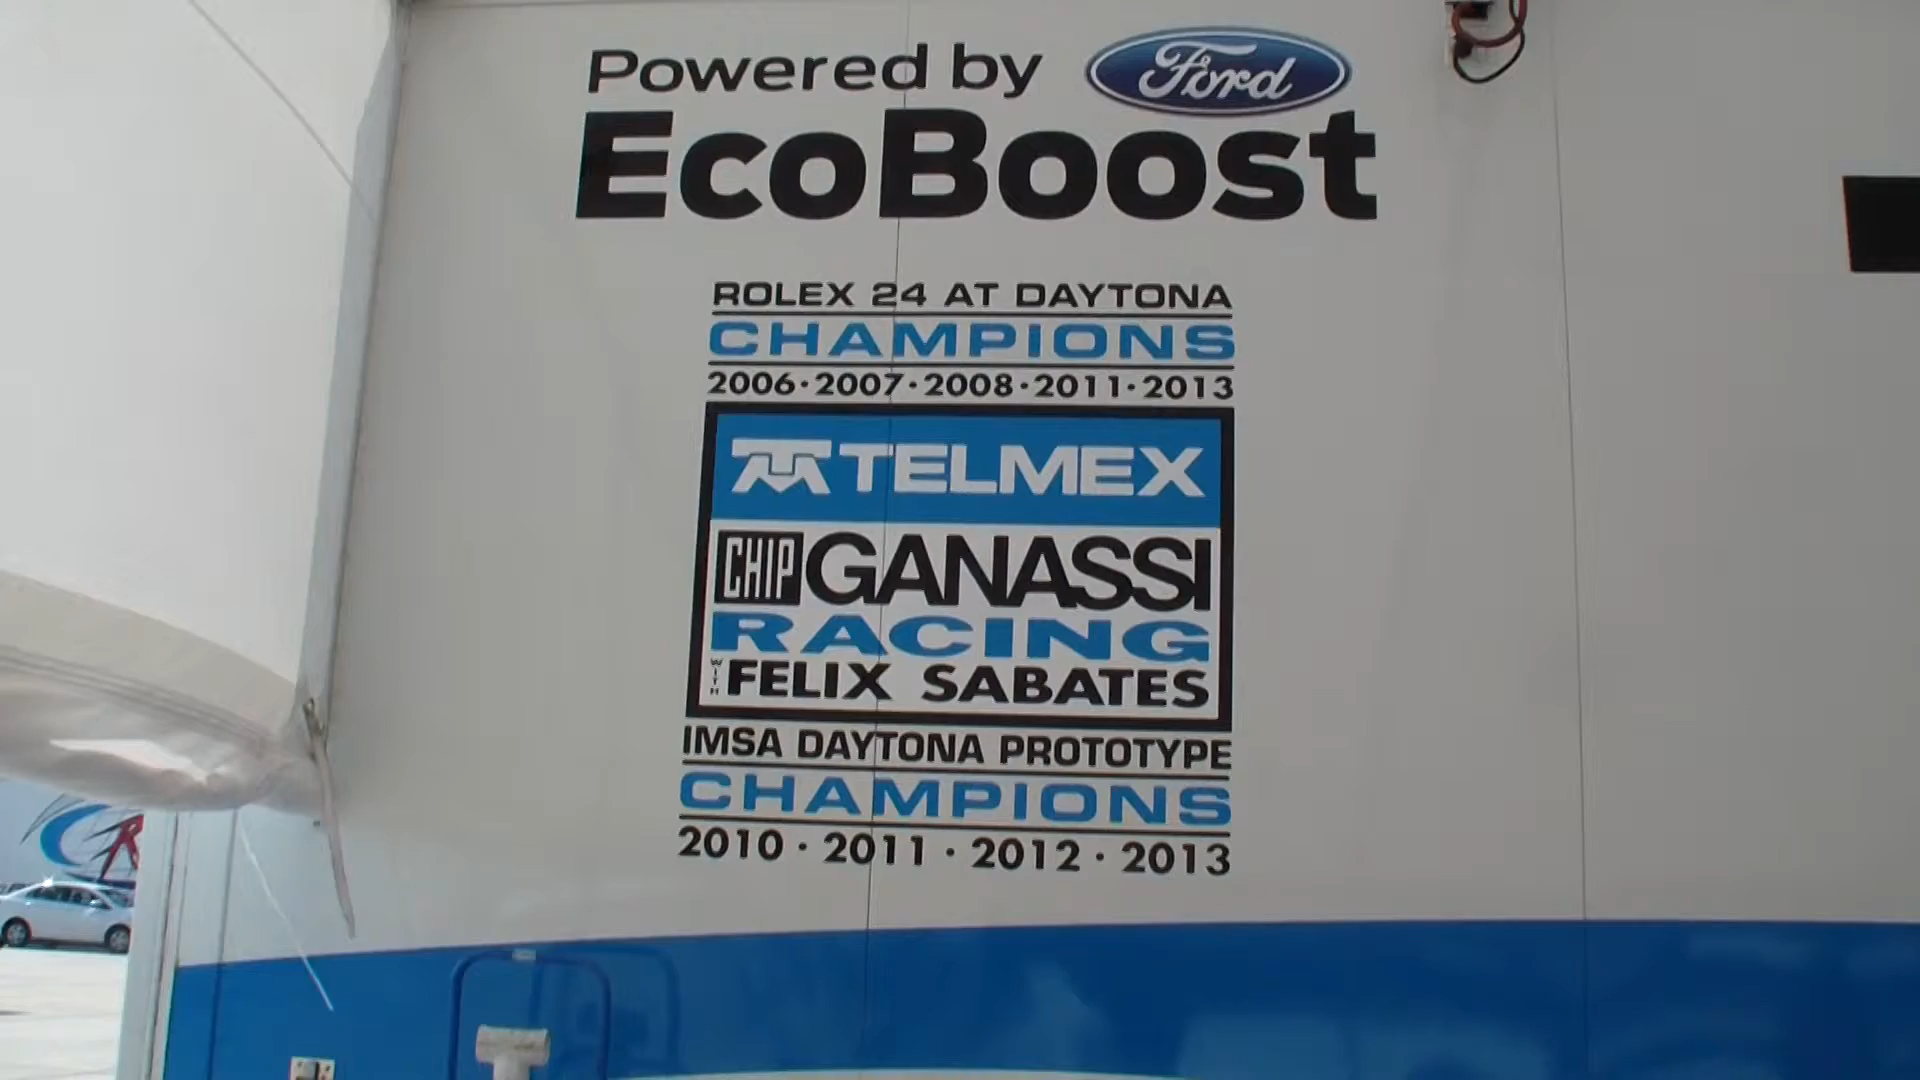 Powered by Ford
EcoBoost
ROLEX 24 AT DAYTONA
CHAMPIONS
2006·2007·2008·2011·2013
TELMEX
CHIP GANASSI
RACING
WITH FELIX SABATES
IMSA DAYTONA PROTOTYPE
CHAMPIONS
2010·2011·2012·2013